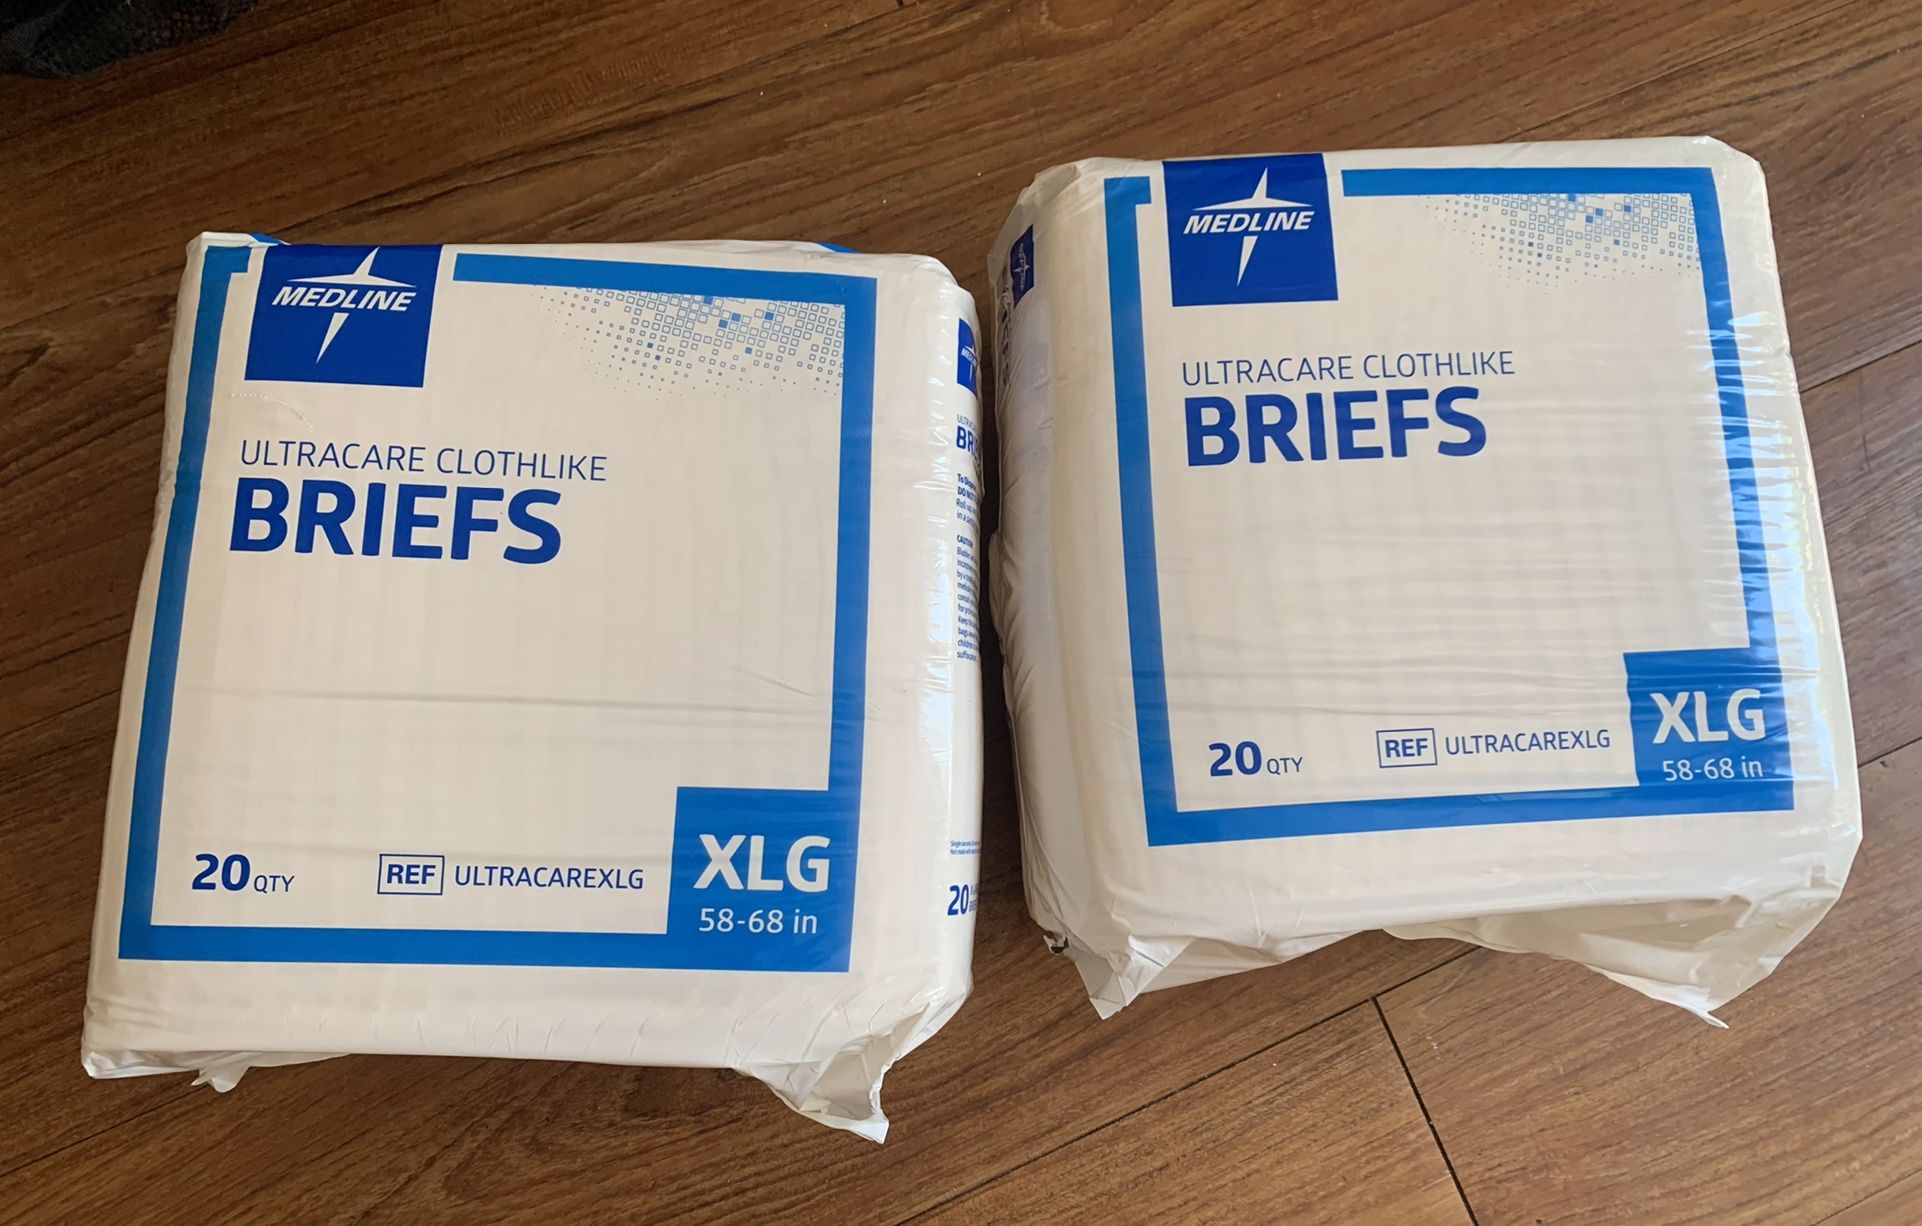 MEDLINE
ULTRACARE CLOTHLIKE
BRIEFS
20 QTY
REF ULTRACAREXLG
XLG
58-68 in
20
MEDLINE
ULTRACARE CLOTHLIKE
BRIEFS
20 QTY
REF ULTRACAREXLG
XLG
58-68 in